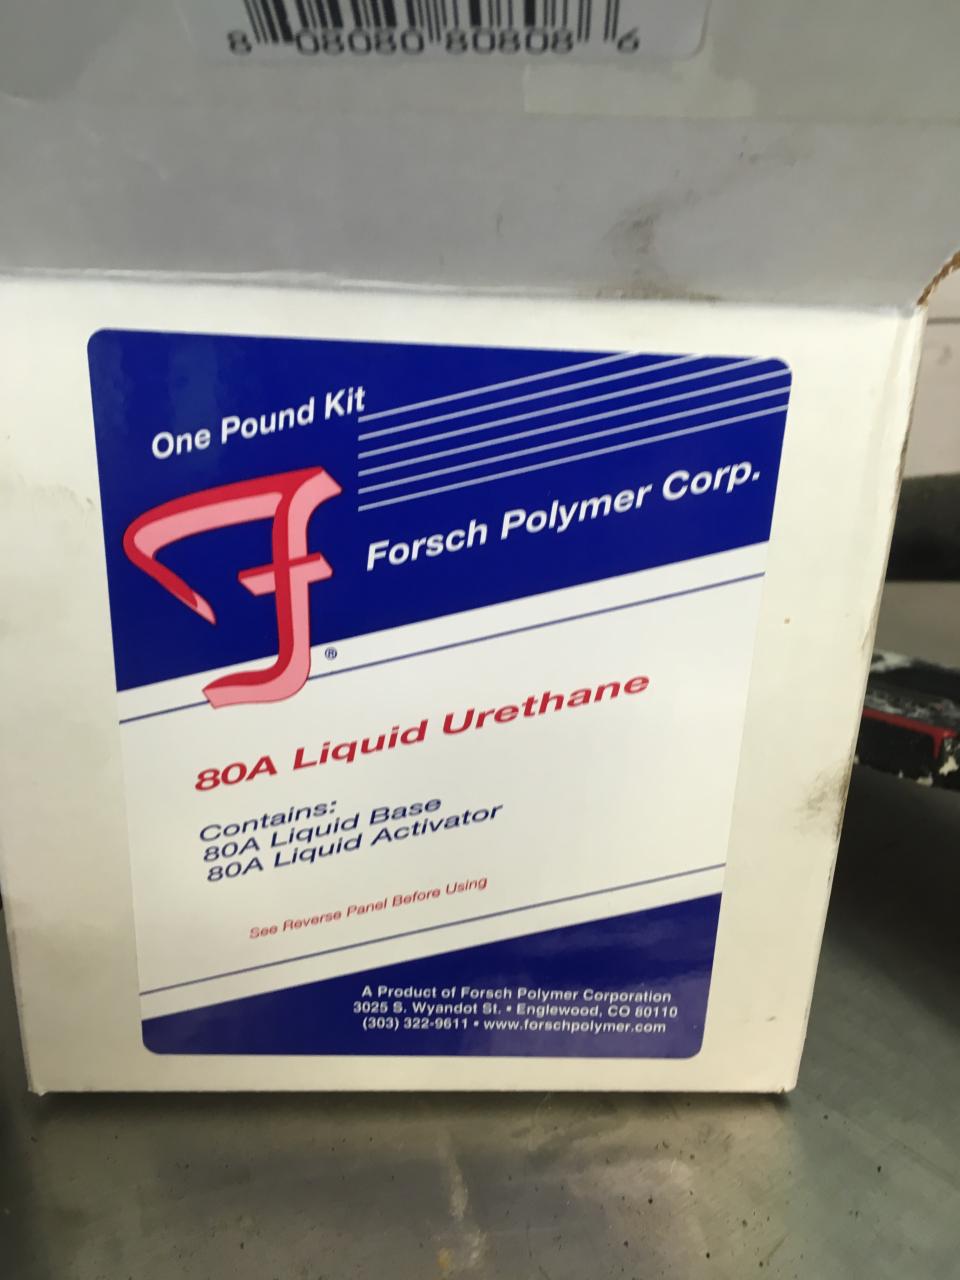 8 08080 80808 6
One Pound Kit
F
®
Forsch Polymer Corp.
80A Liquid Urethane
Contains:
80A Liquid Base
80A Liquid Activator
See Reverse Panel Before Using
A Product of Forsch Polymer Corporation
3025 S. Wyandot St. • Englewood, CO 80110
(303) 322-9611 • www.forschpolymer.com